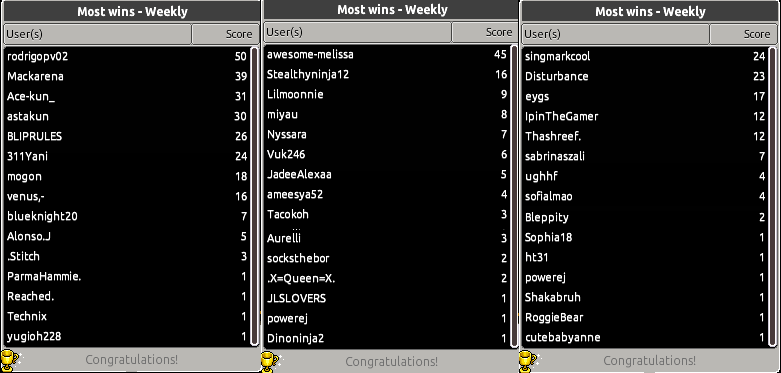 Most wins - Weekly
User(s) Score
rodrigopv02 50
Mackarena 39
Ace-kun_ 31
astakun 30
BLIPRULES 26
311Yani 24
mogon 18
venus,- 16
blueknight20 7
Alonso.J 5
.Stitch 3
ParmaHammie. 1
Reached. 1
Technix 1
yugioh228 1
Congratulations!
Most wins - Weekly
User(s) Score
awesome-melissa 45
Stealthyninja12 16
Lilmoonnie 9
miyau 8
Nyssara 7
Vuk246 6
JadeeAlexaa 5
ameesya52 4
Tacokoh 3
...
Aurelli 3
socksthebor 2
.X=Queen=X. 2
JLSLOVERS 1
powerej 1
Dinoninja2 1
Congratulations!
Most wins - Weekly
User(s) Score
singmarkcool 24
Disturbance 23
eygs 17
IpinTheGamer 12
Thashreef. 12
sabrinaszali 7
ughhf 4
sofialmao 4
Bleppity 2
Sophia18 1
ht31 1
powerej 1
Shakabruh 1
RoggieBear 1
cutebabyanne 1
Congratulations!